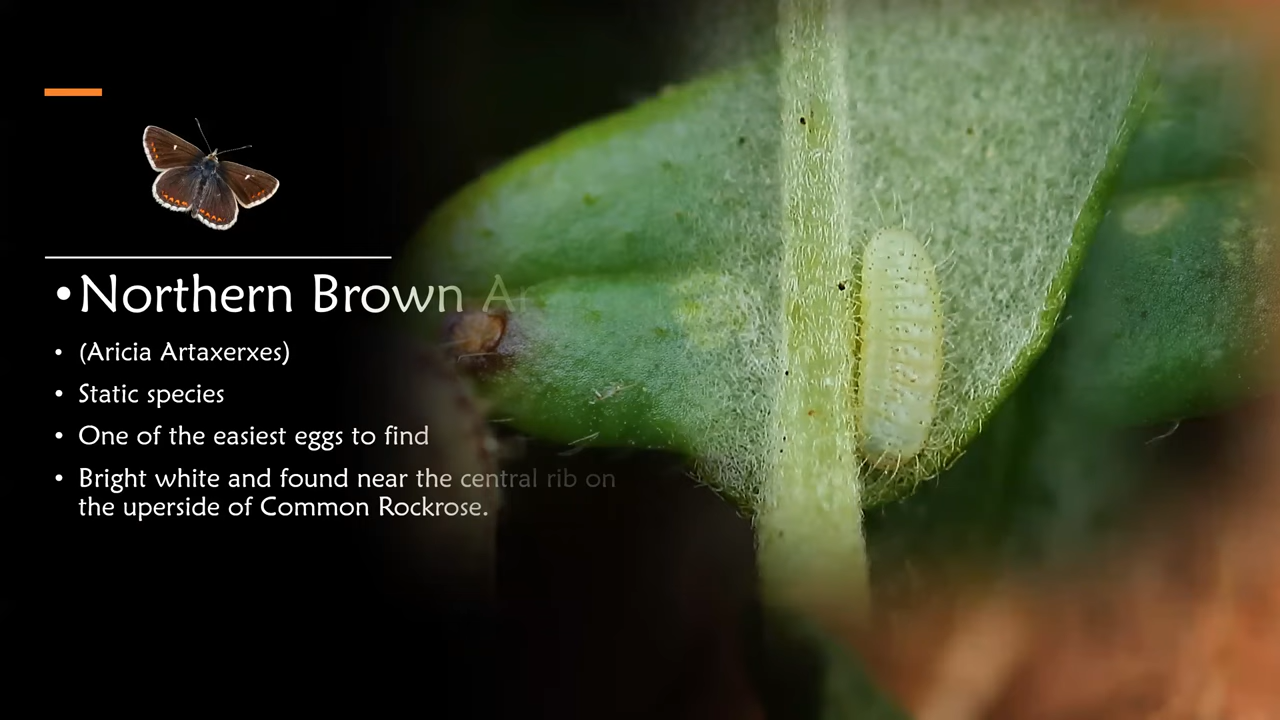 •Northern Brown Ar
• (Aricia Artaxerxes)
• Static species
• One of the easiest eggs to find
• Bright white and found near the central rib on
the uperside of Common Rockrose.